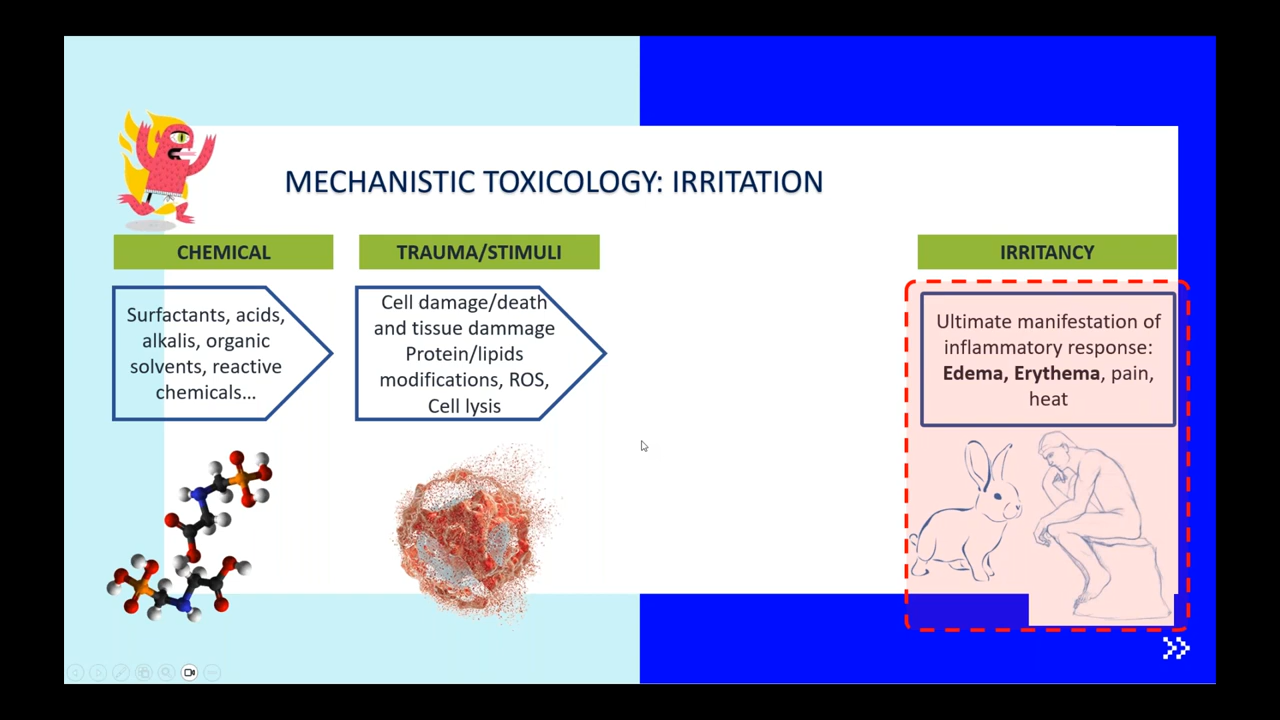 MECHANISTIC TOXICOLOGY: IRRITATION
CHEMICAL
Surfactants, acids,
alkalis, organic
solvents, reactive
chemicals…
TRAUMA/STIMULI
Cell damage/death
and tissue dammage
Protein/lipids
modifications, ROS,
Cell lysis
IRRITANCY
Ultimate manifestation of
inflammatory response:
Edema, Erythema, pain,
heat